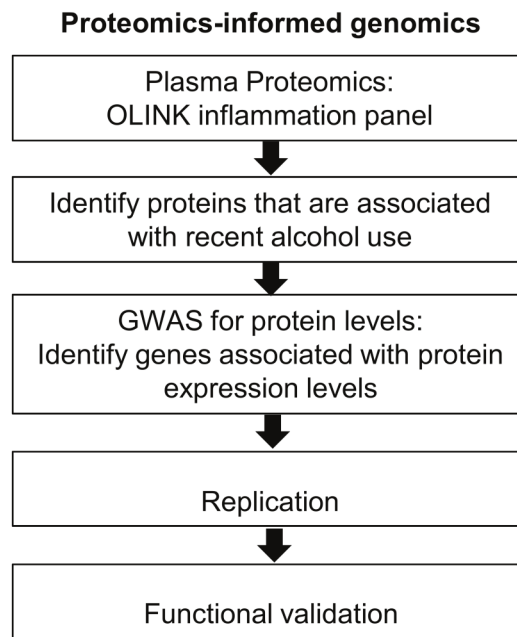 Proteomics-informed genomics
Plasma Proteomics:
OLINK inflammation panel
Identify proteins that are associated
with recent alcohol use
GWAS for protein levels:
Identify genes associated with protein
expression levels
Replication
Functional validation